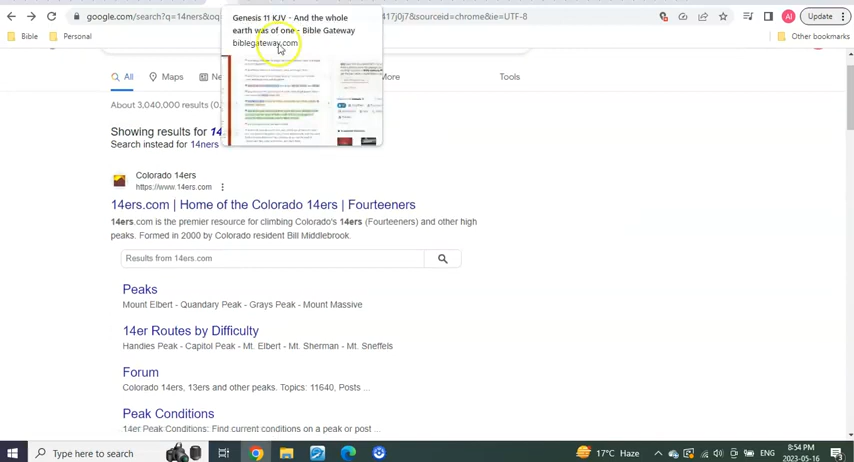 google.com/search?q=14ners&oq
417j0j7&sourceid=chrome&ie=UTF-8
AI
Update
Bible
Personal
Other bookmarks
Genesis 11 KJV - And the whole
earth was of one - Bible Gateway
biblegateway.com
All
Maps
More
Tools
About 3,040,000 results (0.
Showing results for 14
Search instead for 14ners
Colorado 14ers
https://www.14ers.com
14ers.com | Home of the Colorado 14ers | Fourteeners
14ers.com is the premier resource for climbing Colorado's 14ers (Fourteeners) and other high
peaks. Formed in 2000 by Colorado resident Bill Middlebrook.
Results from 14ers.com
Peaks
Mount Elbert - Quandary Peak - Grays Peak - Mount Massive
14er Routes by Difficulty
Handies Peak - Capitol Peak - Mt. Elbert - Mt. Sherman - Mt. Sneffels
Forum
Colorado 14ers, 13ers and other peaks. Topics: 11640, Posts ...
Peak Conditions
14er Peak Conditions: Find current conditions on a peak or post ...
Type here to search
17°C Haze
ENG
8:54 PM
2023-05-16
3